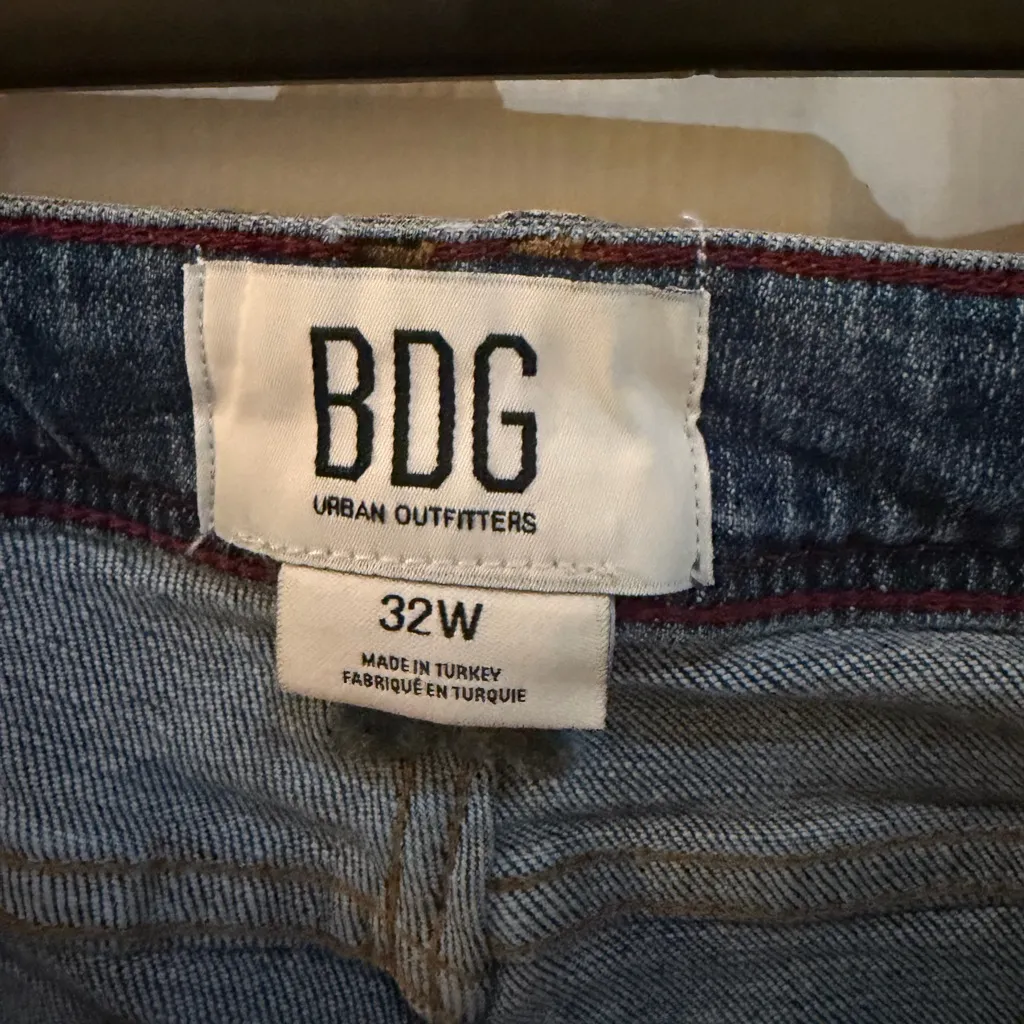 BDG
URBAN OUTFITTERS
32W
MADE IN TURKEY
FABRIQUÉ EN TURQUIE